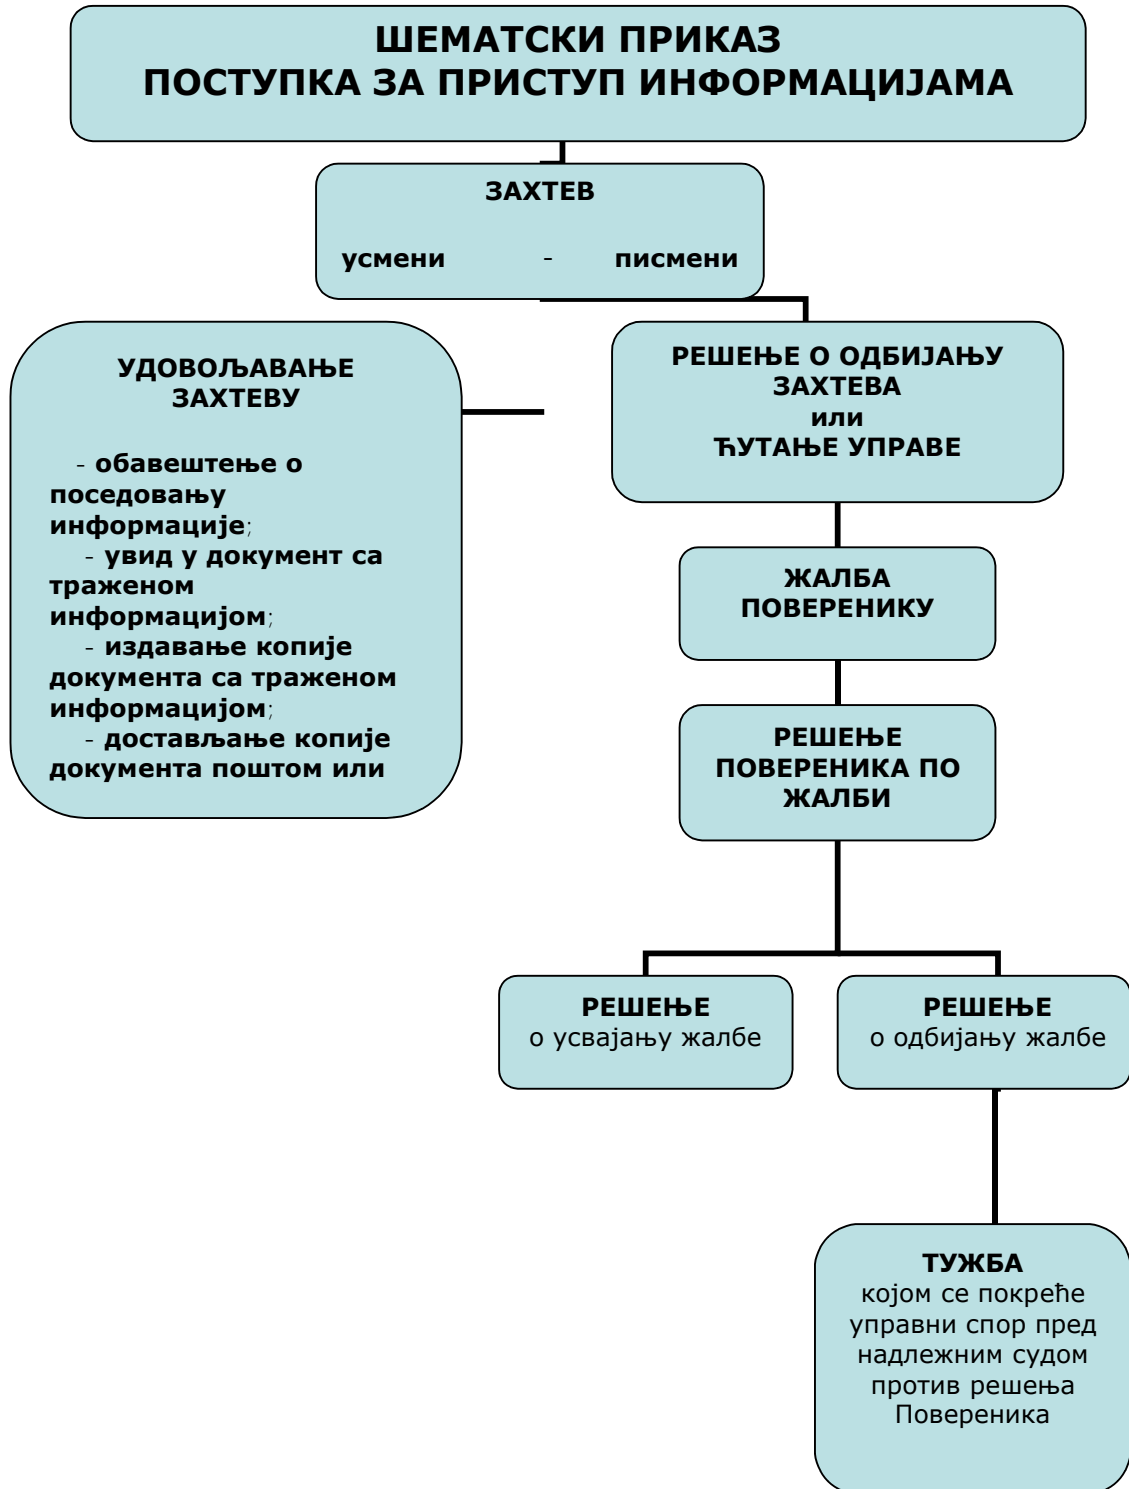 ШЕМАТСКИ ПРИКАЗ
ПОСТУПКА ЗА ПРИСТУП ИНФОРМАЦИЈАМА
ЗАХТЕВ
усмени - писмени
УДОВОЉАВАЊЕ
ЗАХТЕВУ
- обавештење о
поседовању
информације;
- увид у документ са
траженом
информацијом;
- издавање копије
документа са траженом
информацијом;
- достављање копије
документа поштом или
РЕШЕЊЕ О ОДБИЈАЊУ
ЗАХТЕВА
или
ЋУТАЊЕ УПРАВЕ
ЖАЛБА
ПОВЕРЕНИКУ
РЕШЕЊЕ
ПОВЕРЕНИКА ПО
ЖАЛБИ
РЕШЕЊЕ
о усвајању жалбе
РЕШЕЊЕ
о одбијању жалбе
ТУЖБА
којом се покреће
управни спор пред
надлежним судом
против решења
Повереника